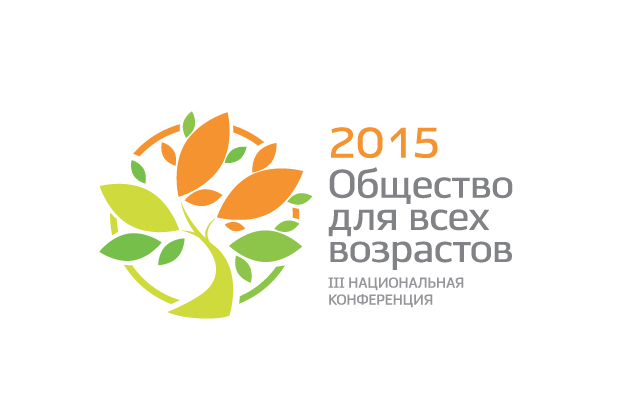 2015
Общество
для всех
возрастов
III НАЦИОНАЛЬНАЯ
КОНФЕРЕНЦИЯ